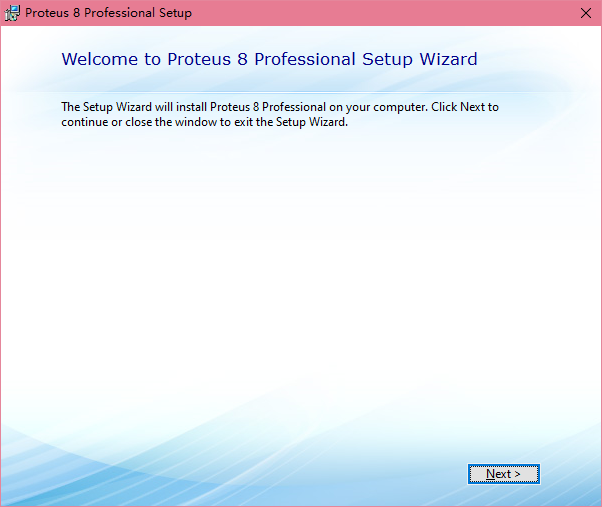 Proteus 8 Professional Setup
Welcome to Proteus 8 Professional Setup Wizard
The Setup Wizard will install Proteus 8 Professional on your computer. Click Next to
continue or close the window to exit the Setup Wizard.
Next >